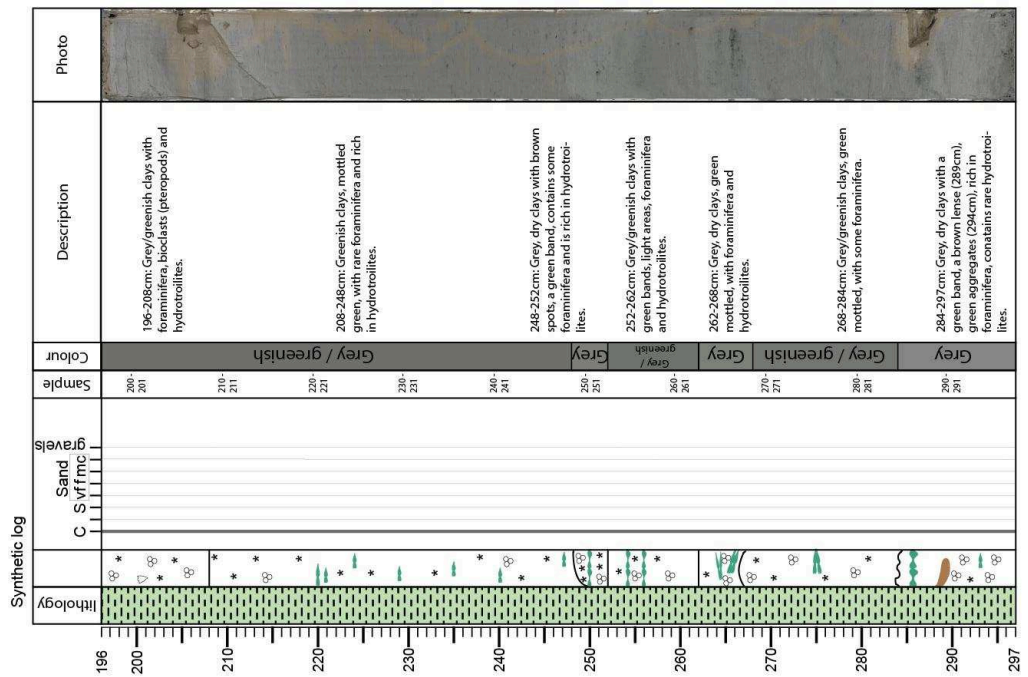 Synthetic log
lithology
C
S
vf f m c
Sand
gravels
Sample
Colour
Description
Photo
196
200
210
220
230
240
250
260
270
280
290
297
200-
201
210-
211
220-
221
230-
231
240-
241
250-
251
260-
261
270-
271
280-
281
290-
291
Grey / greenish
Grey
Grey /
greenish
Grey
Grey / greenish
Grey
196-208cm: Grey/greenish clays with
foraminifera, bioclasts (pteropods) and
hydrotroilites.
208-248cm: Greenish clays, mottled
green, with rare foraminifera and rich
in hydrotroilites.
248-252cm: Grey, dry clays with brown
spots, a green band, contains some
foraminifera and is rich in hydrotroi-
lites.
252-262cm: Grey/greenish clays with
green bands, light areas, foraminifera
and hydrotroilites.
262-268cm: Grey, dry clays, green
mottled, with foraminifera and
hydrotroilites.
268-284cm: Grey/greenish clays, green
mottled, with some foraminifera.
284-297cm: Grey, dry clays with a
green band, a brown lense (289cm),
green aggregates (294cm), rich in
foraminifera, conatains rare hydrotroi-
lites.